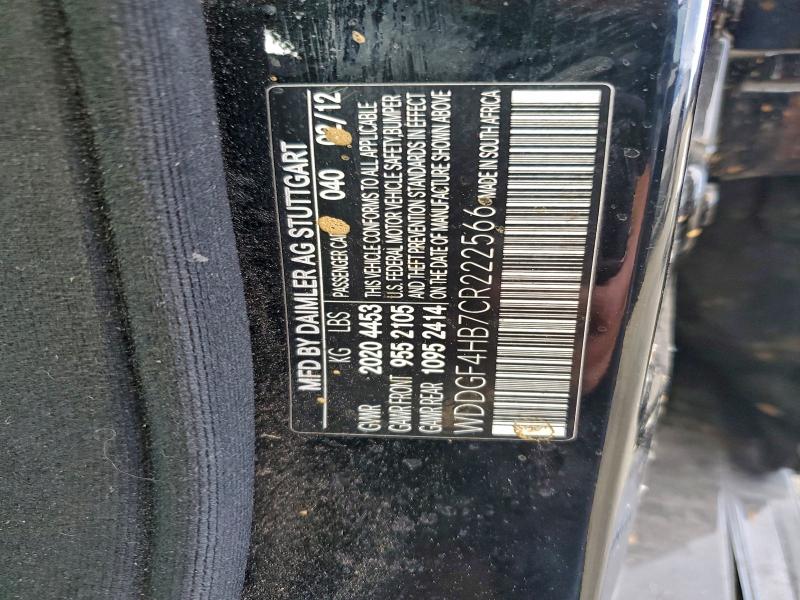 MFD BY DAIMLER AG STUTTGART
KG LBS PASSENGER CAR 040 02/12
GVWR 2020 4453 THIS VEHICLE CONFORMS TO ALL APPLICABLE
GAWR FRONT 955 2105 U.S. FEDERAL MOTOR VEHICLE SAFETY, BUMPER
AND THEFT PREVENTION STANDARDS IN EFFECT
GAWR REAR 1095 2414 ON THE DATE OF MANUFACTURE SHOWN ABOVE
WDDGF4HB7CR222566 MADE IN SOUTH AFRICA